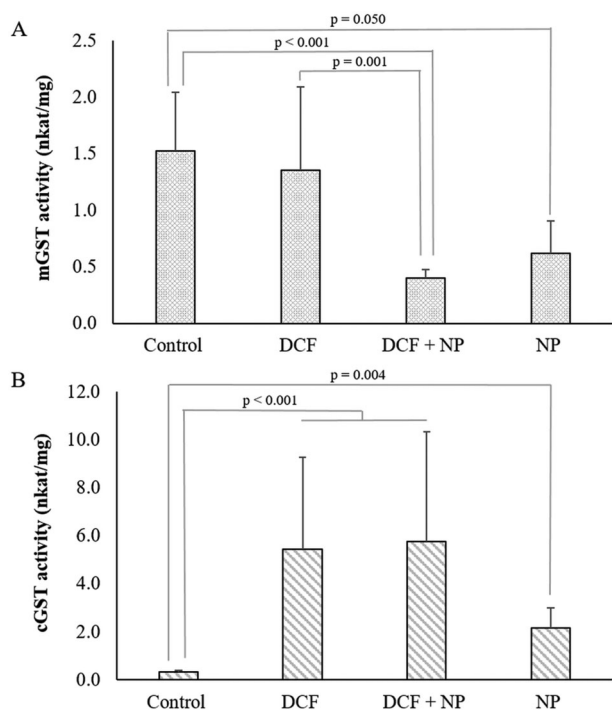 A
p = 0.050
p < 0.001
p = 0.001
2.5
2.0
1.5
1.0
0.5
0.0
mGST activity (nkat/mg)
Control DCF DCF + NP NP
B
p = 0.004
p < 0.001
12.0
10.0
8.0
6.0
4.0
2.0
0.0
cGST activity (nkat/mg)
Control DCF DCF + NP NP